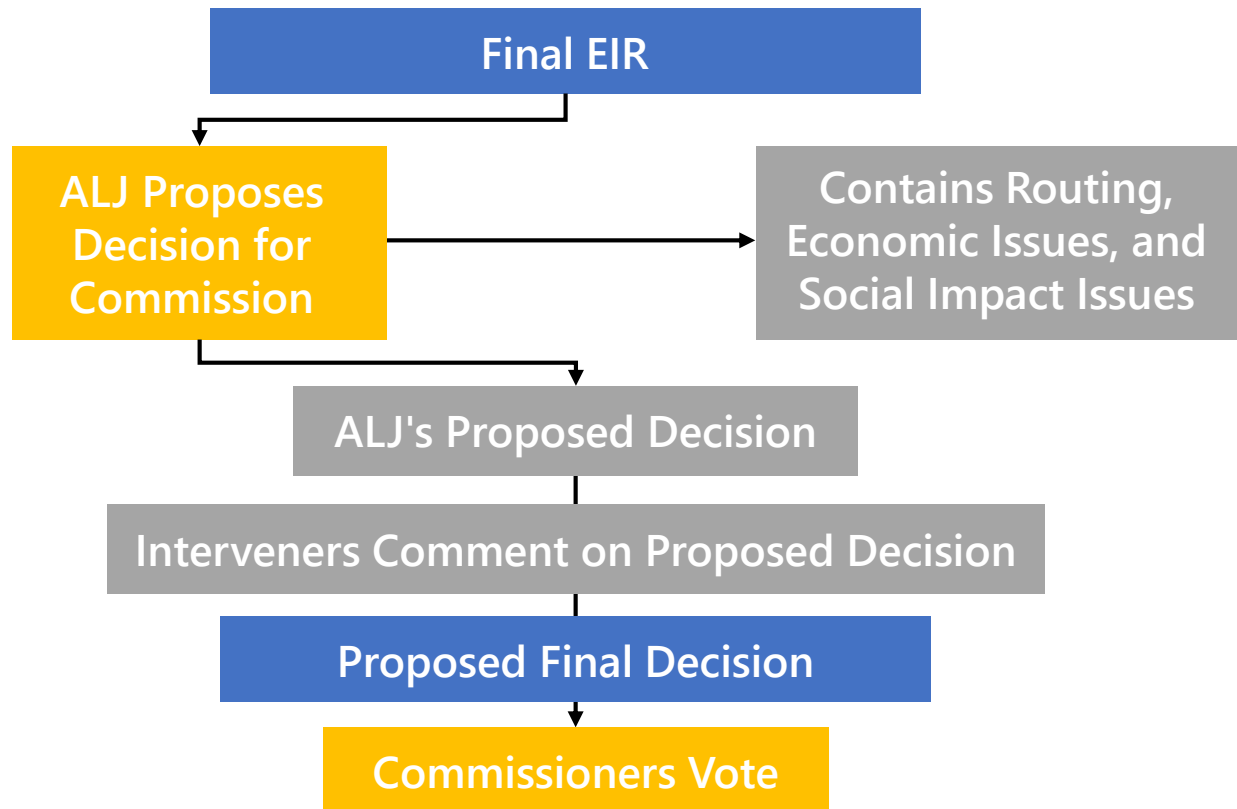 Final EIR
ALJ Proposes
Decision for
Commission
Contains Routing,
Economic Issues, and
Social Impact Issues
ALJ's Proposed Decision
Interveners Comment on Proposed Decision
Proposed Final Decision
Commissioners Vote